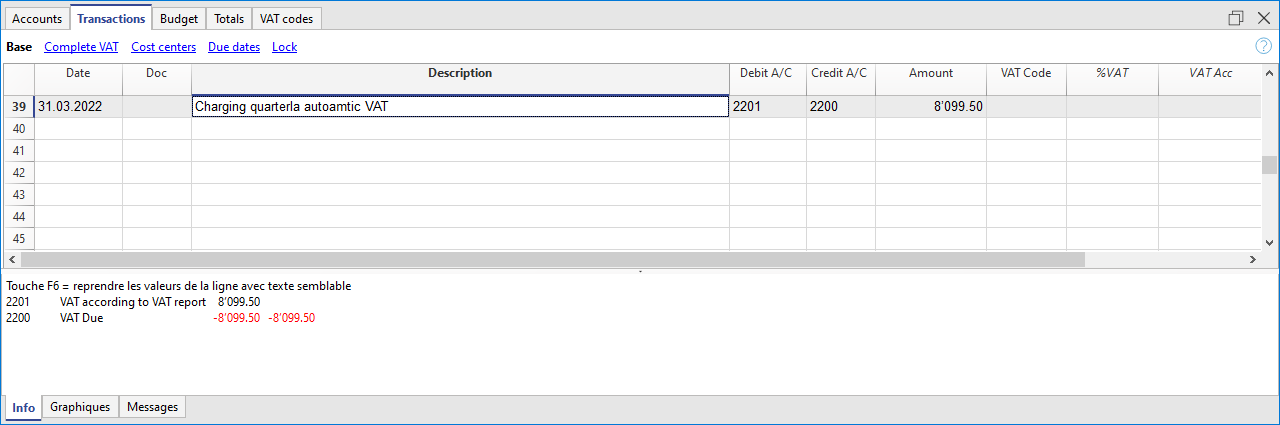 Accounts Transactions Budget Totals VAT codes
Base Complete VAT Cost centers Due dates Lock ?
Date Doc Description Debit A/C Credit A/C Amount VAT Code %VAT VAT Acc
39 31.03.2022 Charging quarterla autoamtic VAT 2201 2200 8'099.50
40
41
42
43
44
45
Touche F6 = reprendre les valeurs de la ligne avec texte semblable
2201 VAT according to VAT report 8'099.50
2200 VAT Due -8'099.50 -8'099.50
Info Graphiques Messages